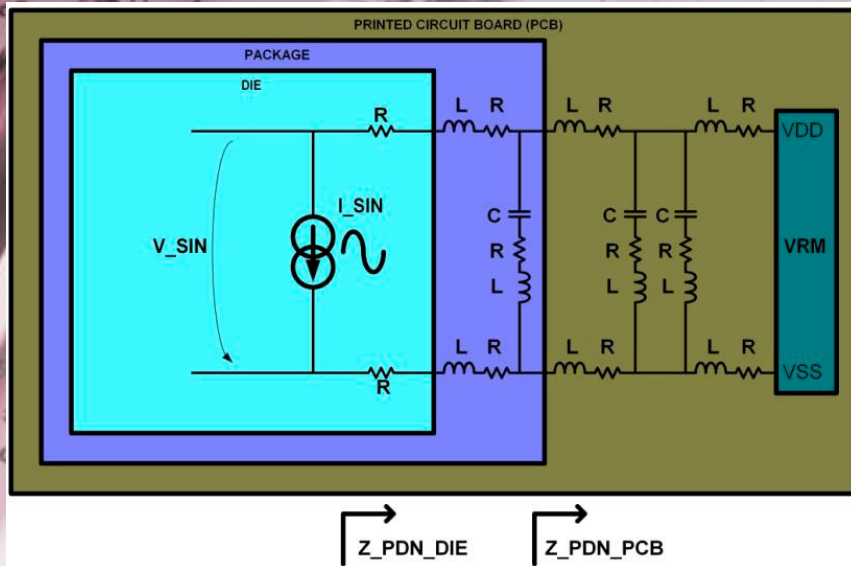 PRINTED CIRCUIT BOARD (PCB)
PACKAGE
DIE
R
L R
L R
L R
VDD
I_SIN
V_SIN
C
R
L
C C
R R
L L
VRM
R
L R
L R
L R
VSS
Z_PDN_DIE
Z_PDN_PCB